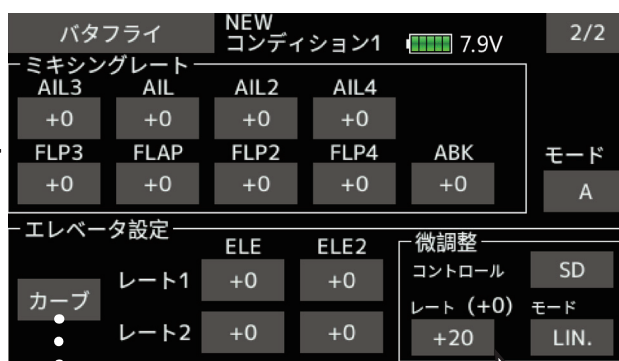 バタフライ NEW コンディション1 7.9V 2/2
ミキシングレート
AIL3 AIL AIL2 AIL4
+0 +0 +0 +0
FLP3 FLAP FLP2 FLP4 ABK モード
+0 +0 +0 +0 +0 A
エレベータ設定
ELE ELE2 微調整
レート1 +0 +0 コントロール SD
カーブ レート (+0) モード
レート2 +0 +0 +20 LIN.